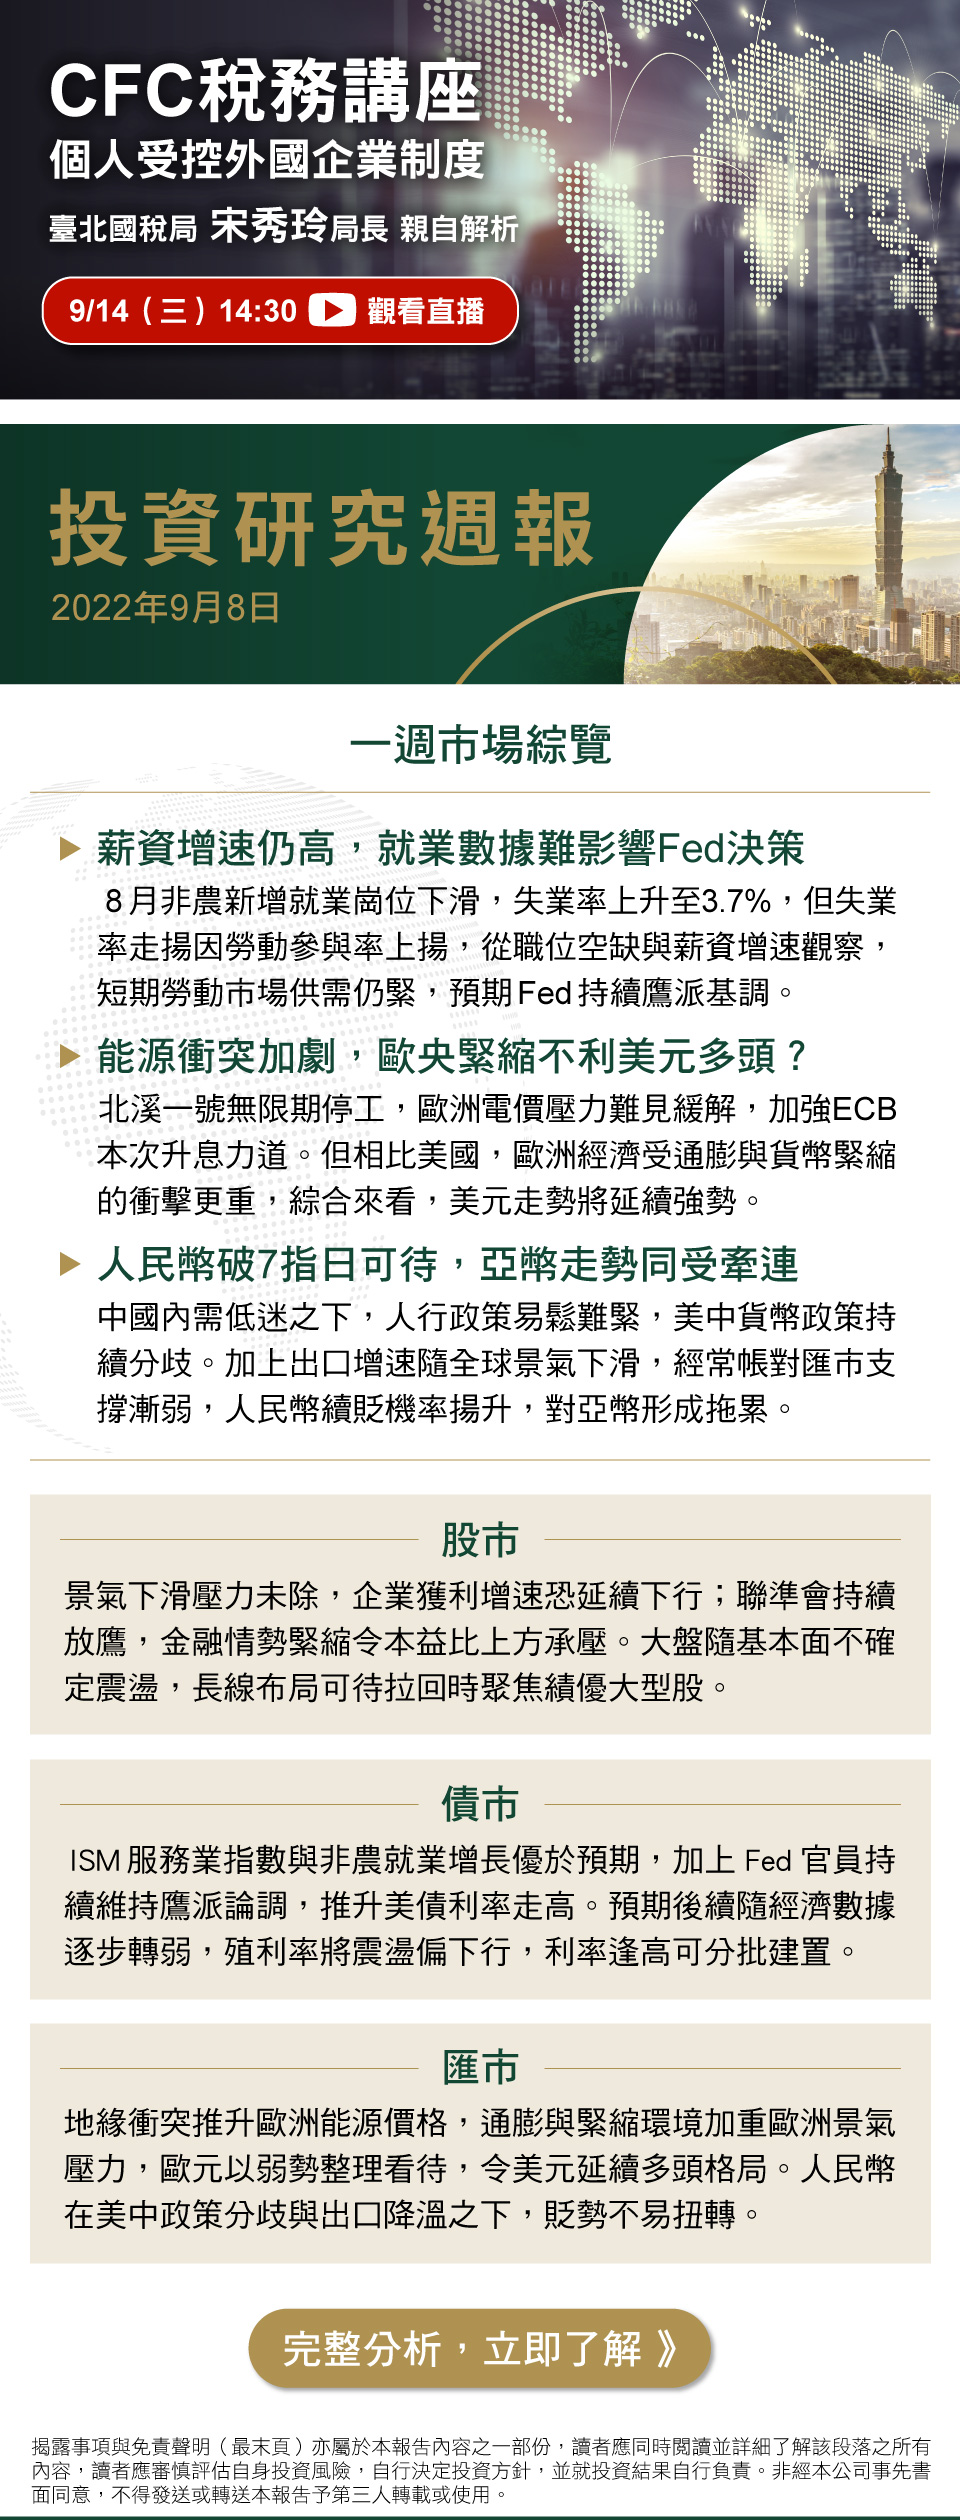 CFC稅務講座
個人受控外國企業制度
臺北國稅局 宋秀玲局長 親自解析
9/14（三）14:30 觀看直播
投資研究週報
2022年9月8日
一週市場綜覽
薪資增速仍高，就業數據難影響Fed決策
8月非農新增就業崗位下滑，失業率上升至3.7%，但失業
率走揚因勞動參與率上揚，從職位空缺與薪資增速觀察，
短期勞動市場供需仍緊，預期Fed持續鷹派基調。
能源衝突加劇，歐央緊縮不利美元多頭？
北溪一號無限期停工，歐洲電價壓力難見緩解，加強ECB
本次升息力道。但相比美國，歐洲經濟受通膨與貨幣緊縮
的衝擊更重，綜合來看，美元走勢將延續強勢。
人民幣破7指日可待，亞幣走勢同受牽連
中國內需低迷之下，人行政策易鬆難緊，美中貨幣政策持
續分歧。加上出口增速隨全球景氣下滑，經常帳對匯市支
撐漸弱，人民幣續貶機率揚升，對亞幣形成拖累。
股市
景氣下滑壓力未除，企業獲利增速恐延續下行；聯準會持續
放鷹，金融情勢緊縮令本益比上方承壓。大盤隨基本面不確
定震盪，長線布局可待拉回時聚焦績優大型股。
債市
ISM 服務業指數與非農就業增長優於預期，加上 Fed 官員持
續維持鷹派論調，推升美債利率走高。預期後續隨經濟數據
逐步轉弱，殖利率將震盪偏下行，利率逢高可分批建置。
匯市
地緣衝突推升歐洲能源價格，通膨與緊縮環境加重歐洲景氣
壓力，歐元以弱勢整理看待，令美元延續多頭格局。人民幣
在美中政策分歧與出口降溫之下，貶勢不易扭轉。
完整分析，立即了解 》
揭露事項與免責聲明（最末頁）亦屬於本報告內容之一部份，讀者應同時閱讀並詳細了解該段落之所有
內容，讀者應審慎評估自身投資風險，自行決定投資方針，並就投資結果自行負責。非經本公司事先書
面同意，不得發送或轉送本報告予第三人轉載或使用。